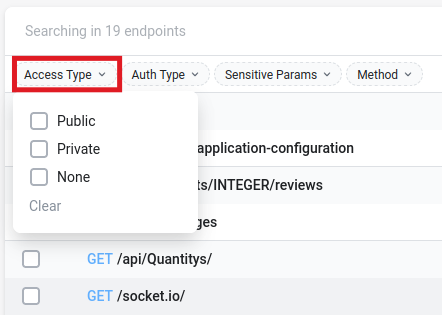 Searching in 19 endpoints
Access Type Auth Type Sensitive Params Method
Public
Private
None
Clear
application-configuration
ts/INTEGER/reviews
ges
GET /api/Quantitys/
GET /socket.io/